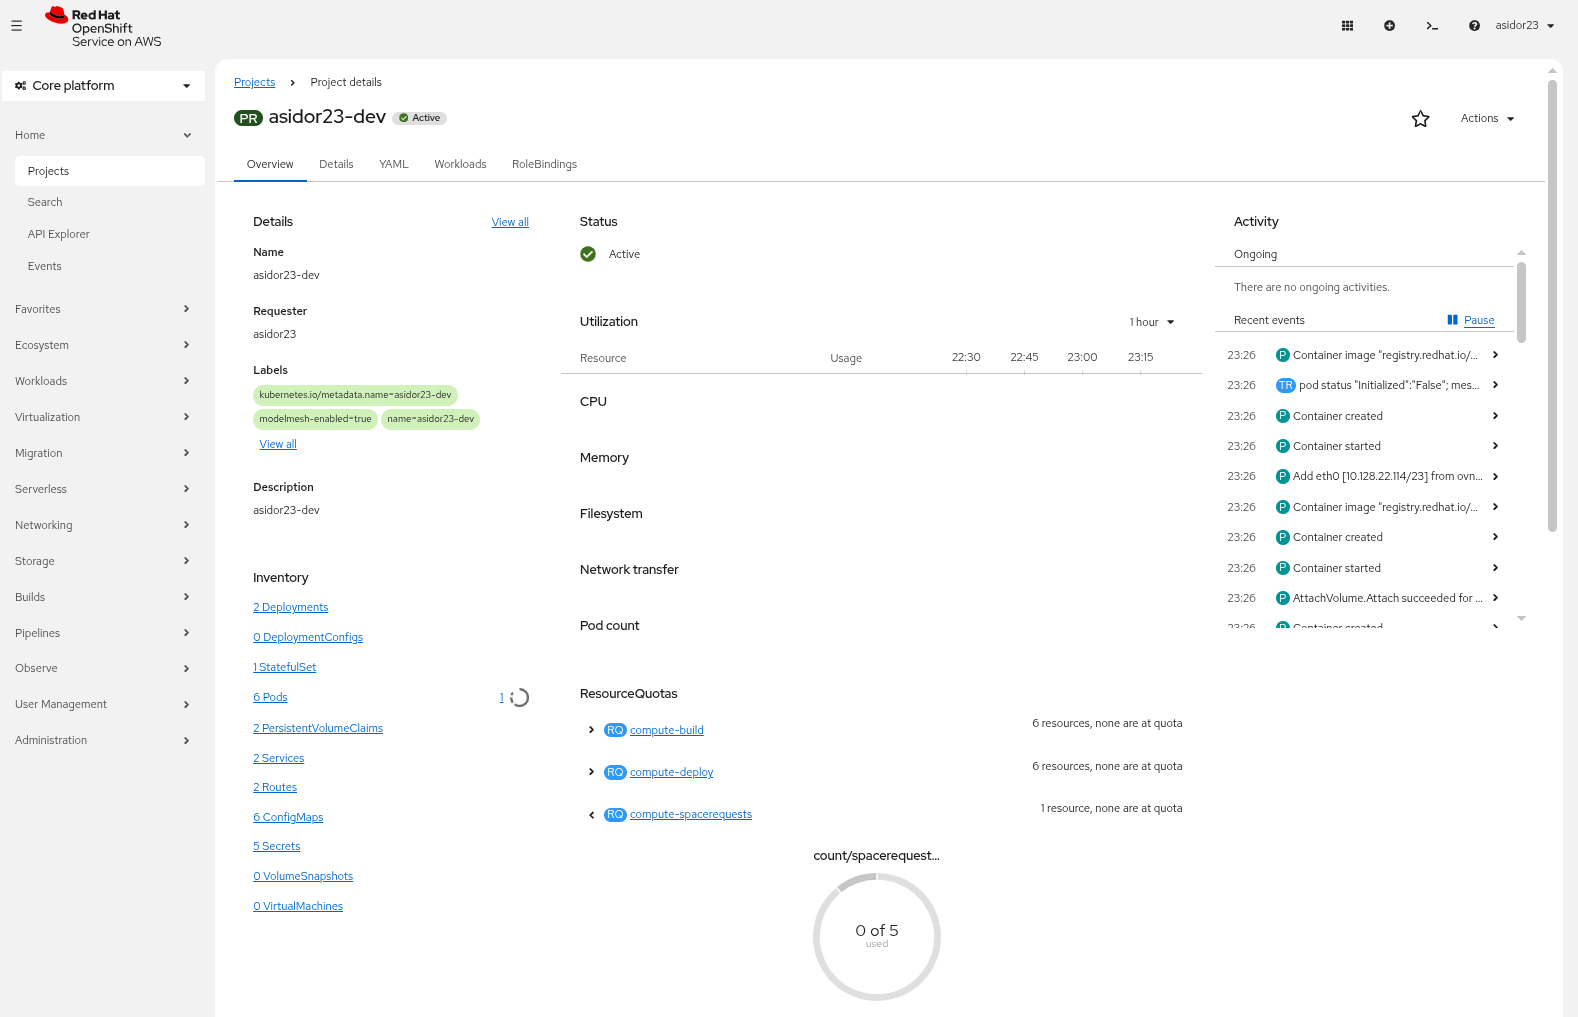 Red Hat
OpenShift
Service on AWS
asidor23
Core platform
Home
Projects
Search
API Explorer
Events
Favorites
Ecosystem
Workloads
Virtualization
Migration
Serverless
Networking
Storage
Builds
Pipelines
Observe
User Management
Administration
Projects
Project details
PR asidor23-dev Active
Actions
Overview Details YAML Workloads RoleBindings
Details View all
Name
asidor23-dev
Requester
asidor23
Labels
kubernetes.io/metadata.name=asidor23-dev
modelmesh-enabled=true name=asidor23-dev
View all
Description
asidor23-dev
Inventory
2 Deployments
0 DeploymentConfigs
1 StatefulSet
6 Pods 1
2 PersistentVolumeClaims
2 Services
2 Routes
6 ConfigMaps
5 Secrets
0 VolumeSnapshots
0 VirtualMachines
Status
Active
Utilization 1 hour
Resource Usage 22:30 22:45 23:00 23:15
CPU
Memory
Filesystem
Network transfer
Pod count
ResourceQuotas
RQ compute-build 6 resources, none are at quota
RQ compute-deploy 6 resources, none are at quota
RQ compute-spacerequests 1 resource, none are at quota
count/spacerequest...
0 of 5
used
Activity
Ongoing
There are no ongoing activities.
Recent events Pause
23:26 P Container image "registry.redhat.io/...
23:26 TR pod status "Initialized":"False"; mes...
23:26 P Container created
23:26 P Container started
23:26 P Add eth0 [10.128.22.114/23] from ovn...
23:26 P Container image "registry.redhat.io/...
23:26 P Container created
23:26 P Container started
23:26 P AttachVolume.Attach succeeded for ...
23:26 P Container created